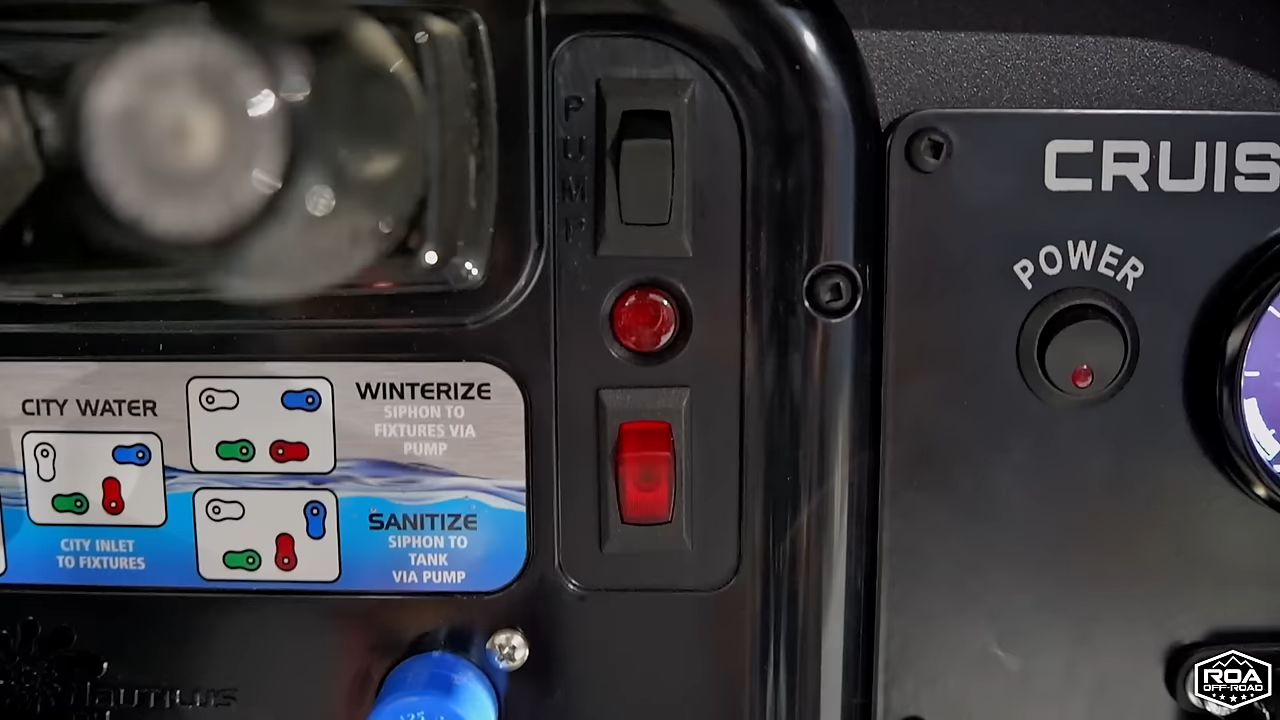 PUMP
CRUIS
POWER
CITY WATER
CITY INLET
TO FIXTURES
WINTERIZE
SIPHON TO
FIXTURES VIA
PUMP
SANITIZE
SIPHON TO
TANK
VIA PUMP
NAUTILUS
ROA
OFF-ROAD